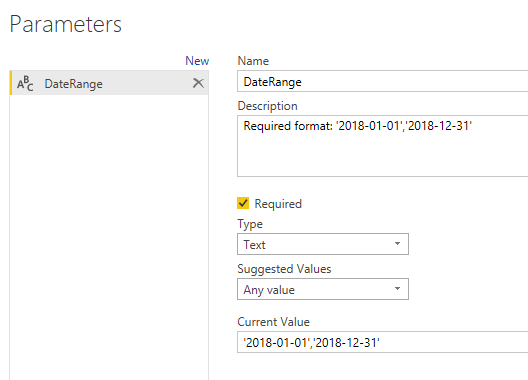 Parameters
New
ABC DateRange
Name
DateRange
Description
Required format: '2018-01-01','2018-12-31'
Required
Type
Text
Suggested Values
Any value
Current Value
'2018-01-01','2018-12-31'